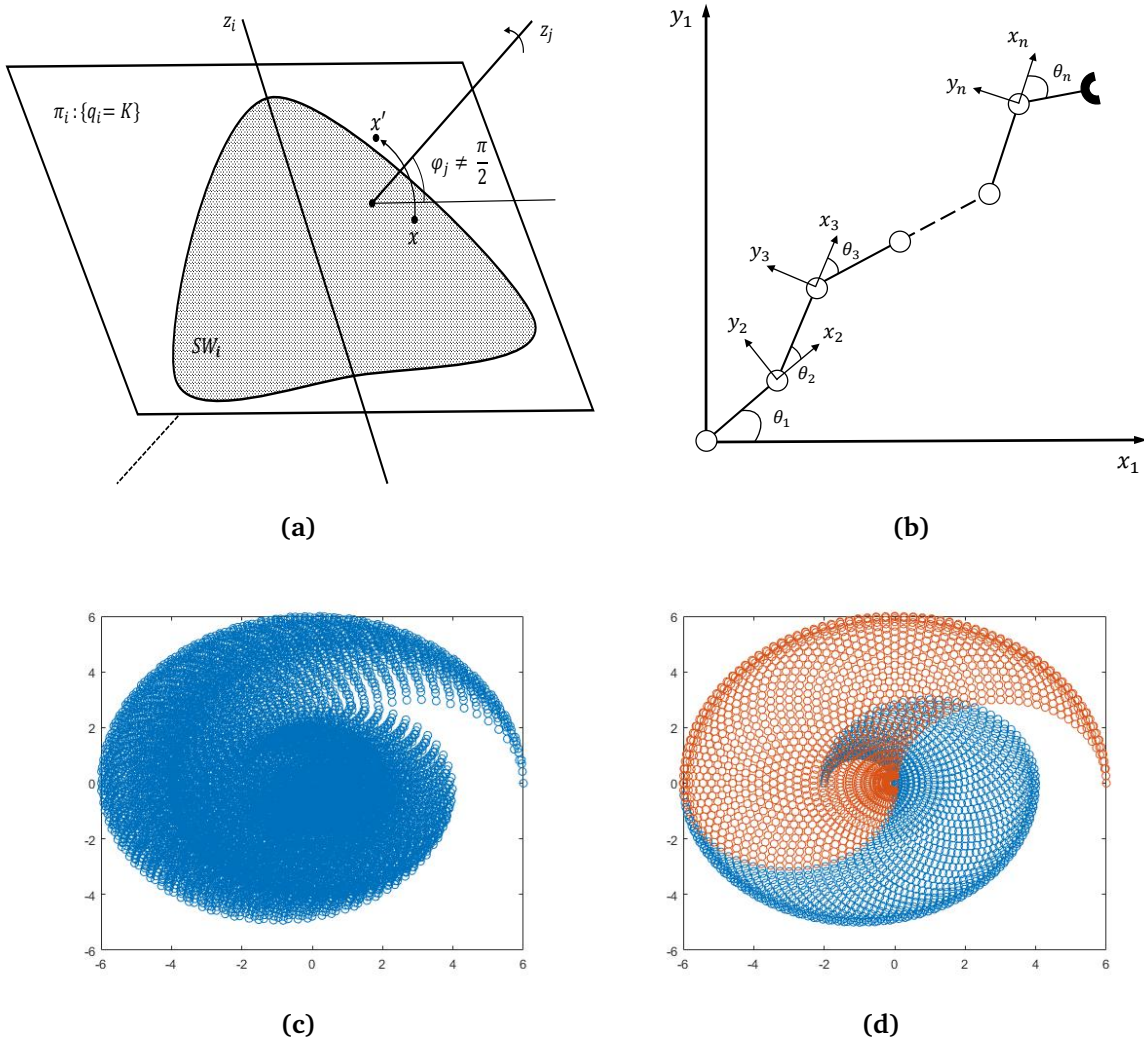 z_i
z_j
π_i:{q_i= K}
x′
φ_j ≠ π/2
x
SW_i
(a)
y_1
x_n
y_n
θ_n
x_3
y_3
θ_3
y_2
x_2
θ_2
θ_1
x_1
(b)
6
4
2
0
-2
-4
-6
-6 -4 -2 0 2 4 6
(c)
6
4
2
0
-2
-4
-6
-6 -4 -2 0 2 4 6
(d)